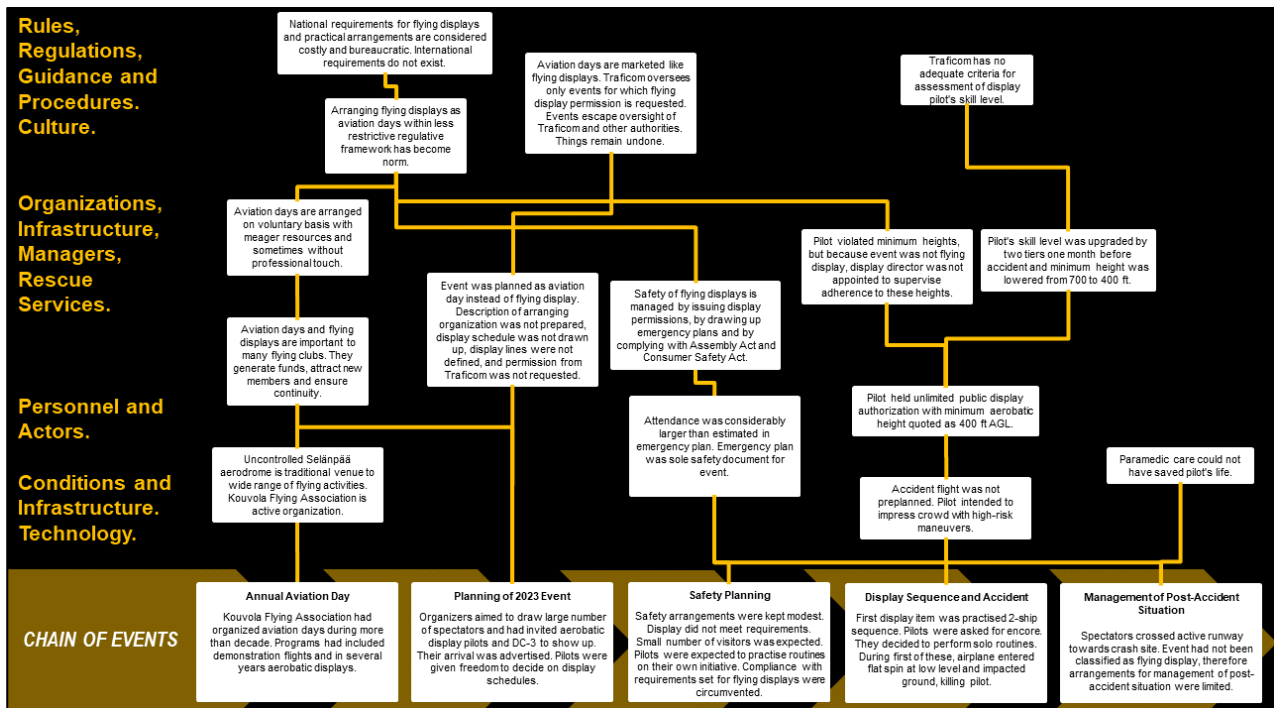 Rules,
Regulations,
Guidance and
Procedures.
Culture.
National requirements for flying displays
and practical arrangements are considered
costly and bureaucratic. International
requirements do not exist.
Aviation days are marketed like
flying displays. Traficom oversees
only events for which flying
display permission is requested.
Events escape oversight of
Traficom and other authorities.
Things remain undone.
Traficom has no
adequate criteria for
assessment of display
pilot's skill level.
Arranging flying displays as
aviation days within less
restrictive regulative
framework has become
norm.
Organizations,
Infrastructure,
Managers,
Rescue
Services.
Aviation days are arranged
on voluntary basis with
meager resources and
sometimes without
professional touch.
Pilot violated minimum heights,
but because event was not flying
display, display director was not
appointed to supervise
adherence to these heights.
Pilot's skill level was upgraded by
two tiers one month before
accident and minimum height was
lowered from 700 to 400 ft.
Event was planned as aviation
day instead of flying display.
Description of arranging
organization was not prepared,
display schedule was not drawn
up, display lines were not
defined, and permission from
Traficom was not requested.
Safety of flying displays is
managed by issuing display
permissions, by drawing up
emergency plans and by
complying with Assembly Act and
Consumer Safety Act.
Aviation days and flying
displays are important to
many flying clubs. They
generate funds, attract new
members and ensure
continuity.
Personnel and
Actors.
Pilot held unlimited public display
authorization with minimum aerobatic
height quoted as 400 ft AGL.
Attendance was considerably
larger than estimated in
emergency plan. Emergency plan
was sole safety document for
event.
Conditions and
Infrastructure.
Technology.
Uncontrolled Selänpää
aerodrome is traditional venue to
wide range of flying activities.
Kouvola Flying Association is
active organization.
Accident flight was not
preplanned. Pilot intended to
impress crowd with high-risk
maneuvers.
Paramedic care could not
have saved pilot's life.
CHAIN OF EVENTS
Annual Aviation Day
Kouvola Flying Association had
organized aviation days during more
than decade. Programs had included
demonstration flights and in several
years aerobatic displays.
Planning of 2023 Event
Organizers aimed to draw large number
of spectators and had invited aerobatic
display pilots and DC-3 to show up.
Their arrival was advertised. Pilots were
given freedom to decide on display
schedules.
Safety Planning
Safety arrangements were kept modest.
Display did not meet requirements.
Small number of visitors was expected.
Pilots were expected to practise routines
on their own initiative. Compliance with
requirements set for flying displays were
circumvented.
Display Sequence and Accident
First display item was practised 2-ship
sequence. Pilots were asked for encore.
They decided to perform solo routines.
During first of these, airplane entered
flat spin at low level and impacted
ground, killing pilot.
Management of Post-Accident
Situation
Spectators crossed active runway
towards crash site. Event had not been
classified as flying display, therefore
arrangements for management of post-
accident situation were limited.